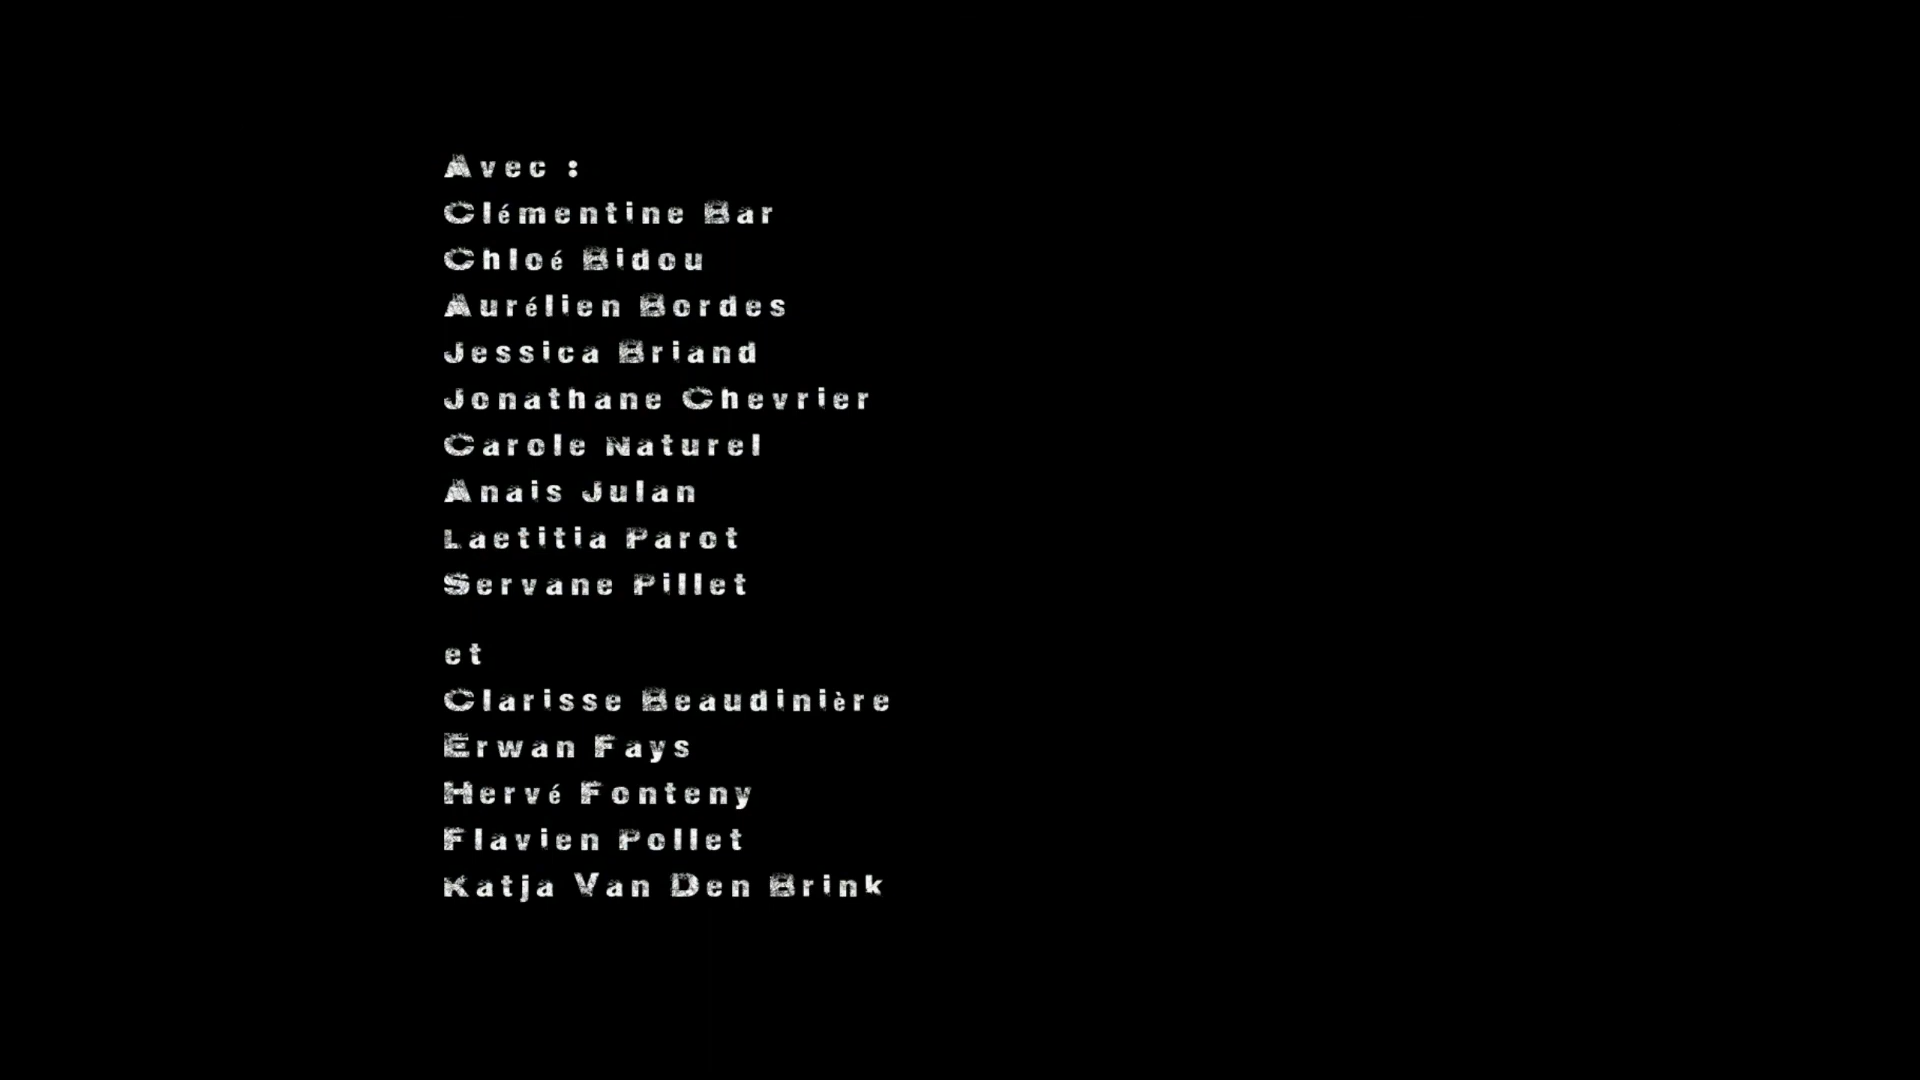 Avec :
Clémentine Bar
Chloé Bidou
Aurélien Bordes
Jessica Briand
Jonathane Chevrier
Carole Naturel
Anais Julan
Laetitia Parot
Servane Pillet
et
Clarisse Beaudinière
Erwan Fays
Hervé Fonteny
Flavien Pollet
Katja Van Den Brink